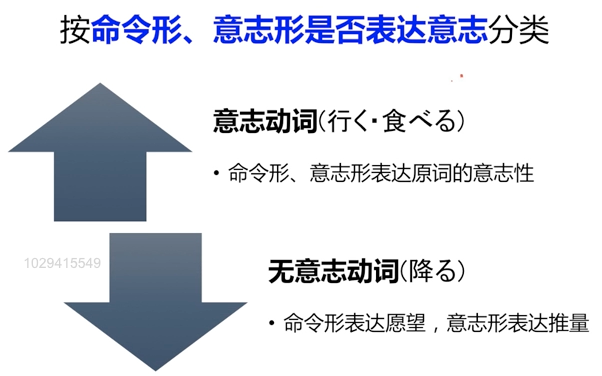 按命令形、意志形是否表达意志分类
意志动词(行く・食べる)
• 命令形、意志形表达原词的意志性
1029415549
无意志动词(降る)
• 命令形表达愿望，意志形表达推量